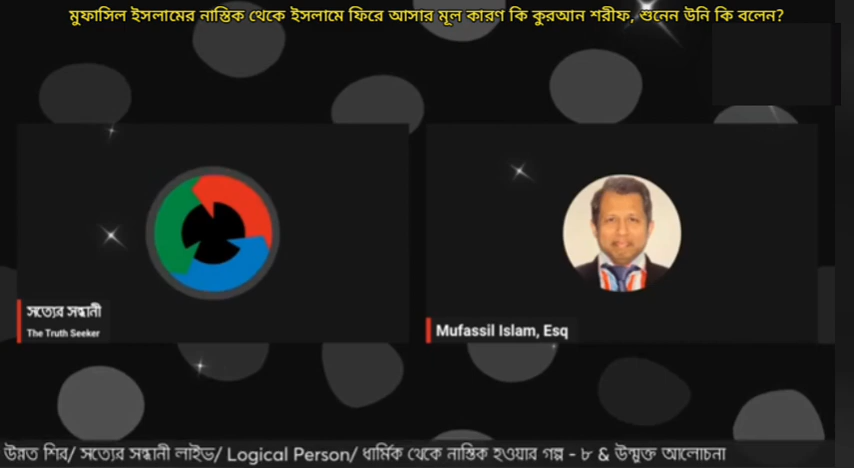 মুফাসিল ইসলামের নাস্তিক থেকে ইসলামে ফিরে আসার মূল কারণ কি কুরআন শরীফ, শুনেন উনি কি বলেন?
সত্যের সন্ধানী
The Truth Seeker
Mufassil Islam, Esq
উন্নত শির/ সত্যের সন্ধানী লাইভ/ Logical Person/ ধার্মিক থেকে নাস্তিক হওয়ার গল্প - ৮ & উন্মুক্ত আলোচনা